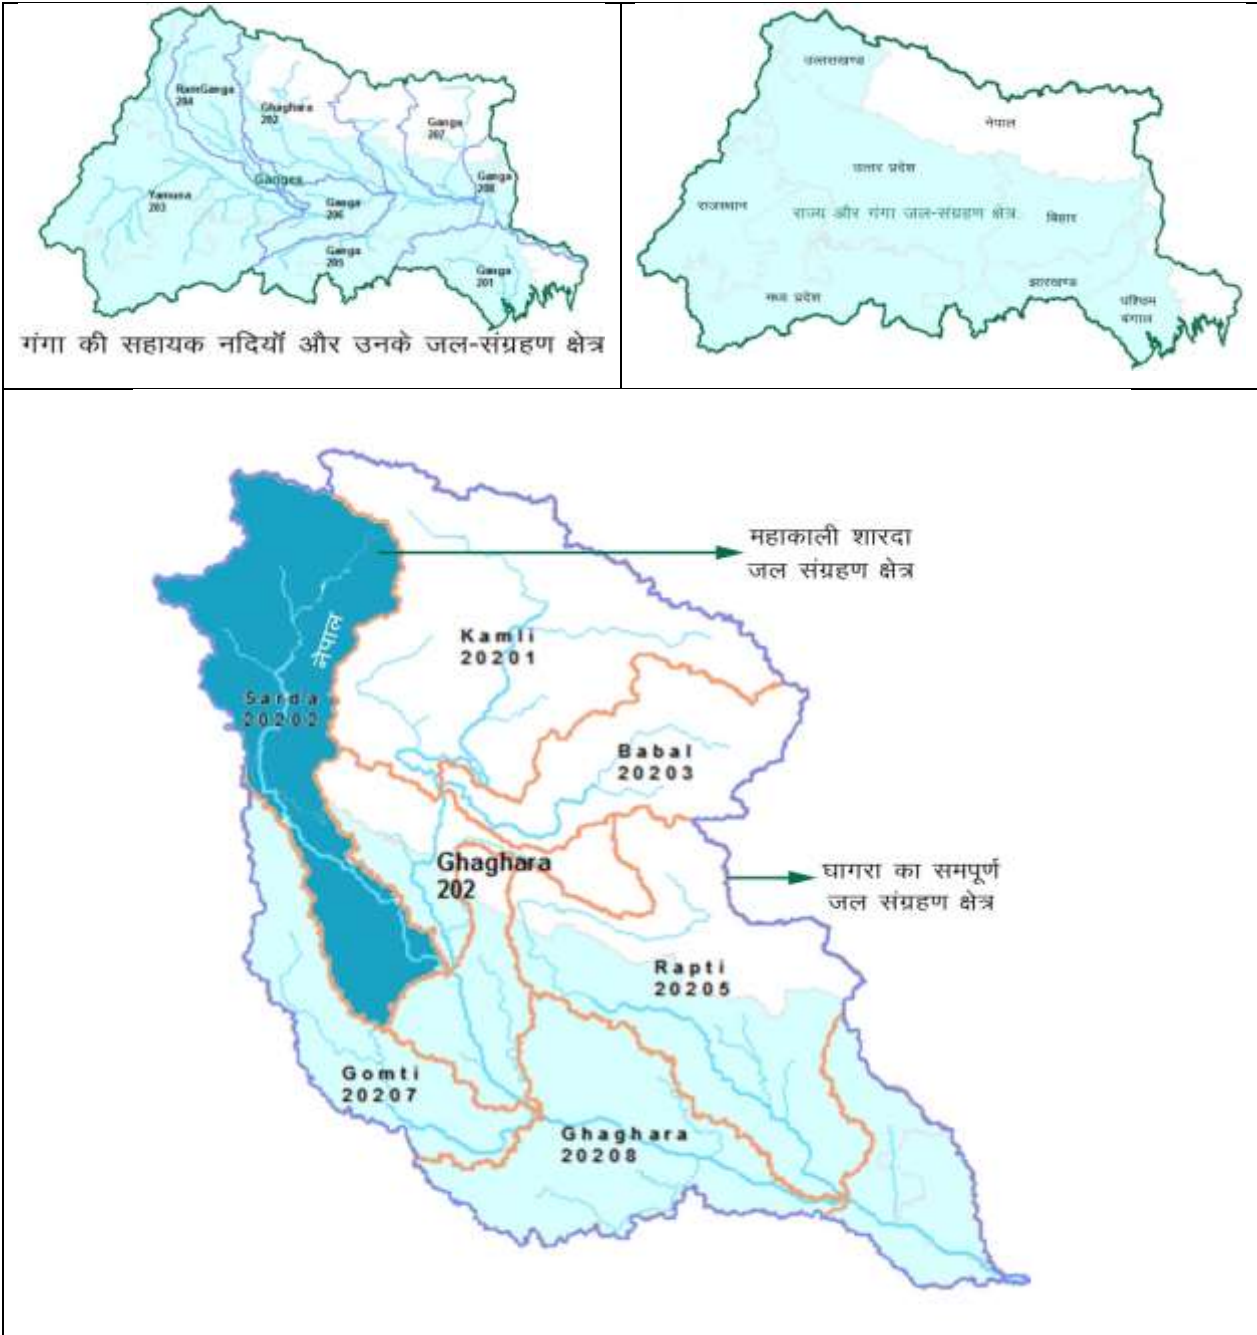 RamGanga
204
Ghaghara
202
Ganga
207
Ganga
208
Yamuna
203
Ganges
Ganga
206
Ganga
205
Ganga
201
गंगा की सहायक नदियॉ और उनके जल-संग्रहण क्षेत्र
उत्तराखण्ड
नेपाल
उत्तर प्रदेश
राजस्थान
राज्य और गंगा जल-संग्रहण क्षेत्र.
बिहार
मध्य प्रदेश
झारखण्ड
पश्चिम
बंगाल
महाकाली शारदा
जल संग्रहण क्षेत्र
नेपाल
Kamli
20201
Sarda
20202
Babal
20203
Ghaghara
202
घागरा का समपूर्ण
जल संग्रहण क्षेत्र
Rapti
20205
Gomti
20207
Ghaghara
20208